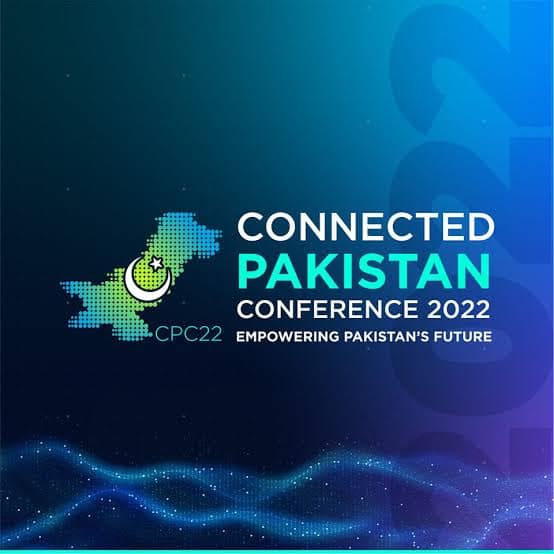 CONNECTED
PAKISTAN
CONFERENCE 2022
CPC22
EMPOWERING PAKISTAN'S FUTURE
2022